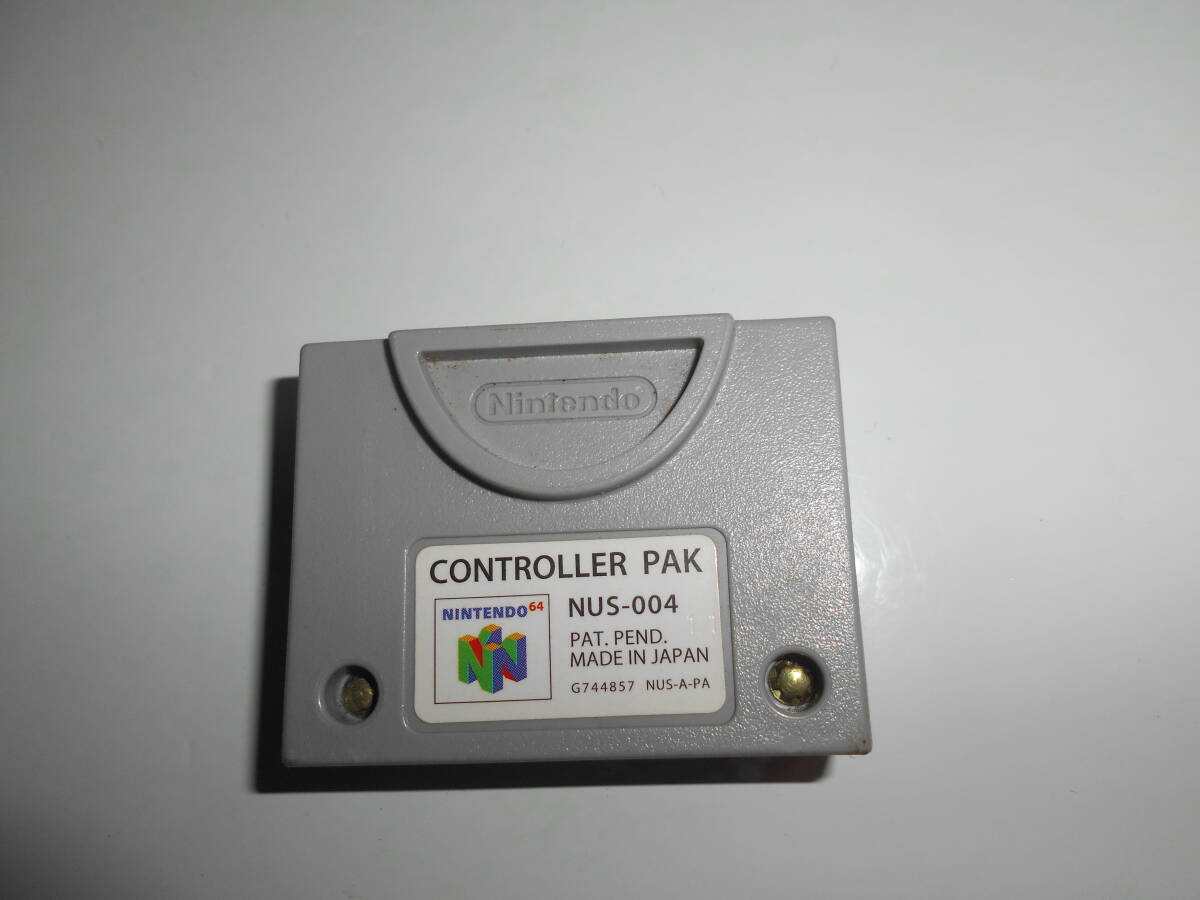 Nintendo
CONTROLLER PAK
NINTENDO64
NUS-004
PAT. PEND.
MADE IN JAPAN
G744857 NUS-A-PA